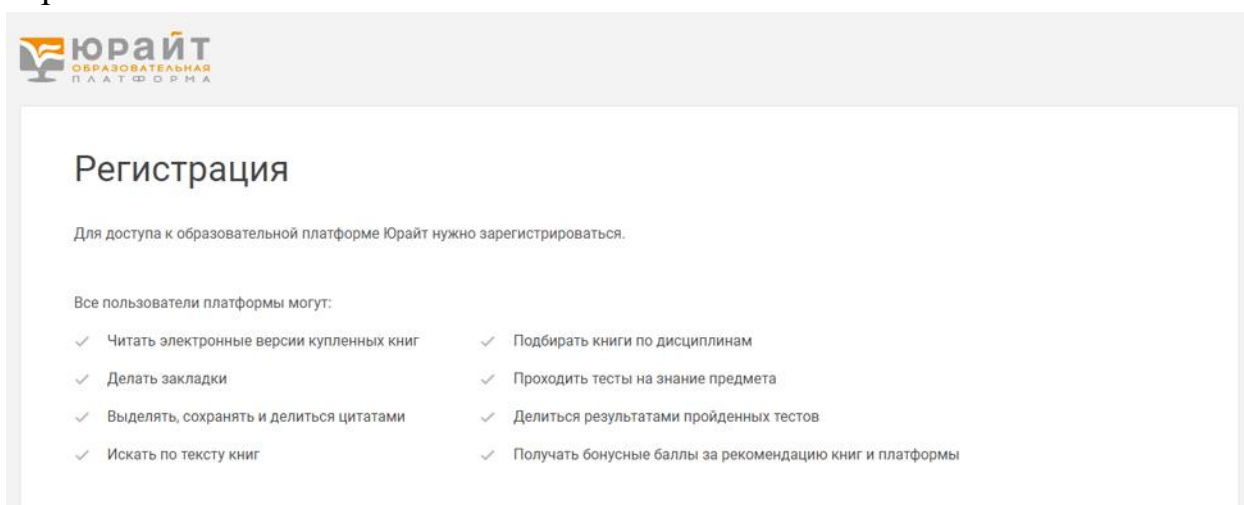 юрайт
ОБРАЗОВАТЕЛЬНАЯ
ПЛАТФОРМА
Регистрация
Для доступа к образовательной платформе Юрайт нужно зарегистрироваться.
Все пользователи платформы могут:
Читать электронные версии купленных книг
Делать закладки
Выделять, сохранять и делиться цитатами
Искать по тексту книг
Подбирать книги по дисциплинам
Проходить тесты на знание предмета
Делиться результатами пройденных тестов
Получать бонусные баллы за рекомендацию книг и платформы